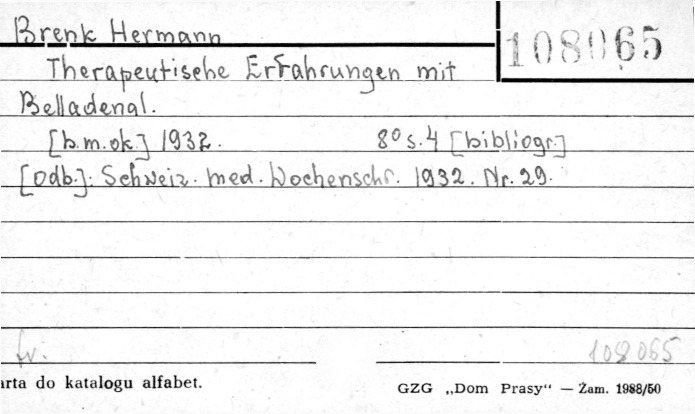 Brenk Hermann
108065
Therapeutische Erfahrungen mit
Belladenal.
[b.m.ok.] 1932. 8° s. 4 [bibliogr.]
[odb.]: Schweiz. med. Wochenschr. 1932. Nr. 29.
108065
arta do katalogu alfabet.
GZG „Dom Prasy“ — Żam. 1988/50